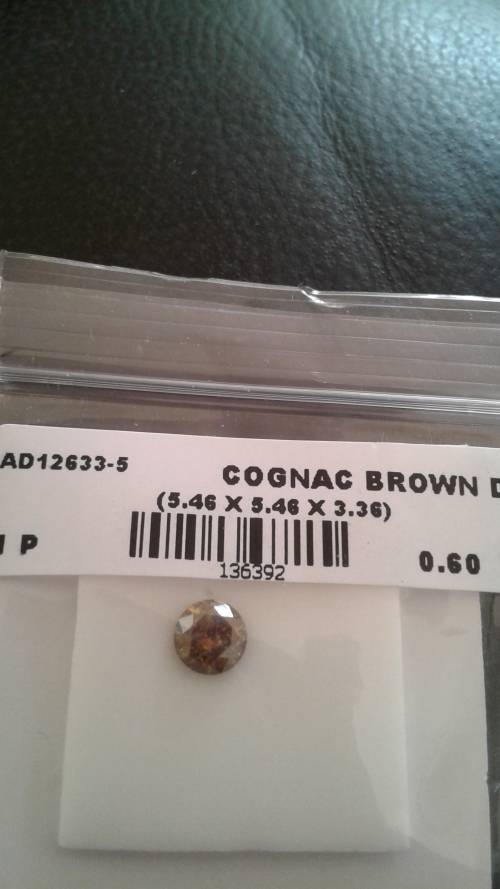 AD12633-5 COGNAC BROWN D
(5.46 X 5.46 X 3.36)
P 0.60
136392